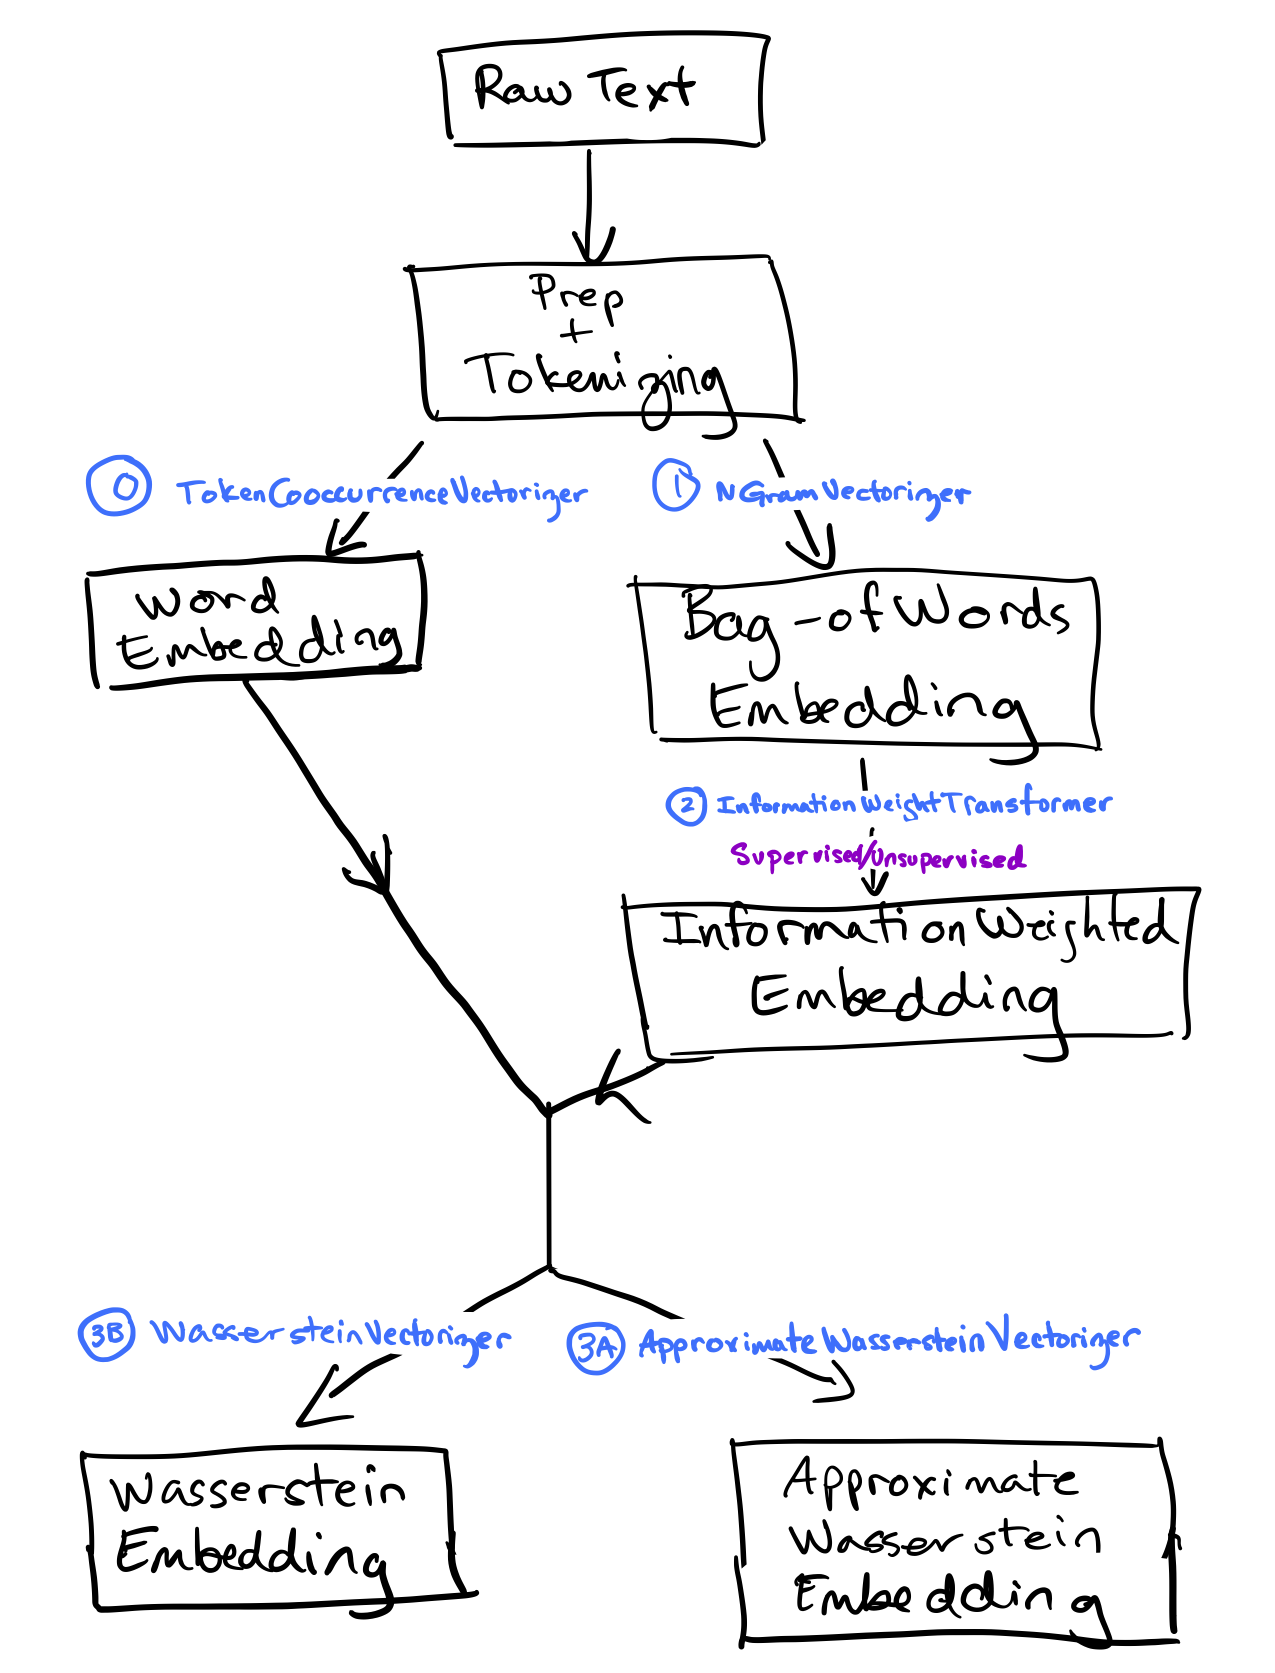 Raw Text
Prep
+
Tokenizing
0 TokenCooccurrenceVectorizer
1 NGramVectorizer
Word
Embedding
Bag-of Words
Embedding
2 InformationWeightTransformer
Supervised/Unsupervised
Information Weighted
Embedding
3B WassersteinVectorizer
3A ApproximateWassersteinVectorizer
Wasserstein
Embedding
Approximate
Wasserstein
Embedding